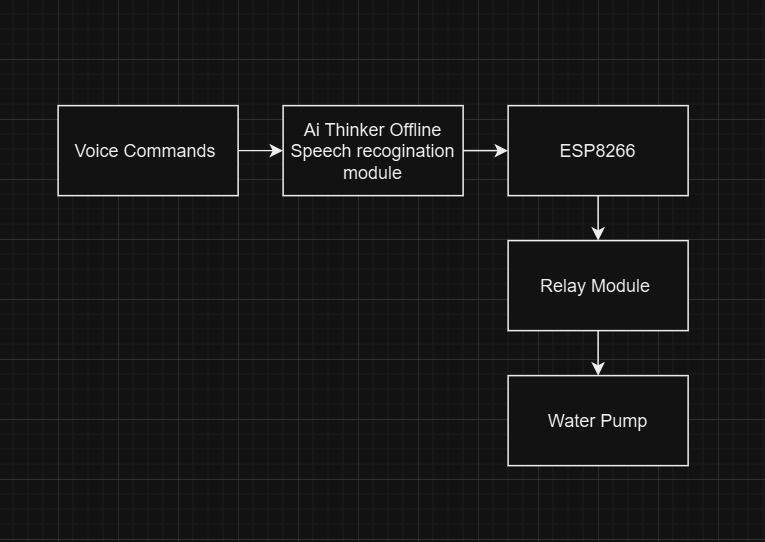 Voice Commands
Ai Thinker Offline
Speech recogination
module
ESP8266
Relay Module
Water Pump